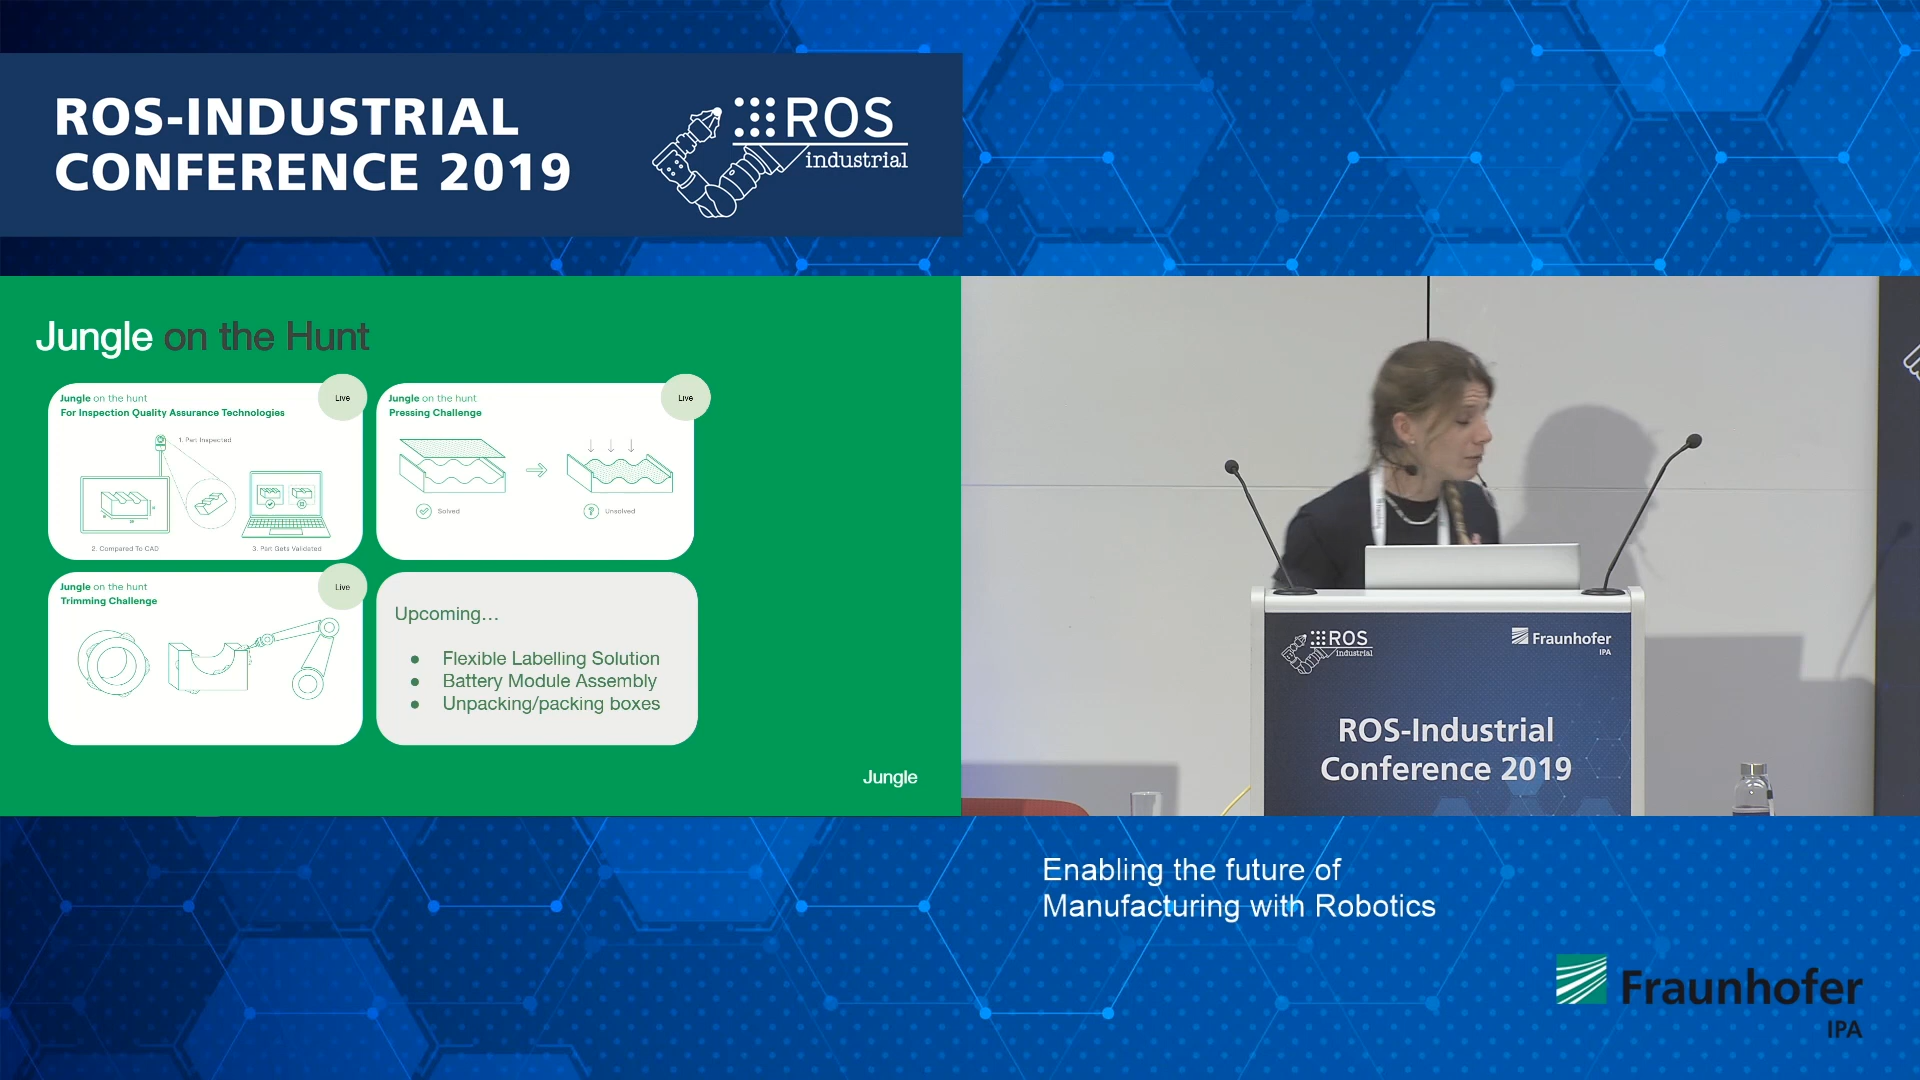 ROS-INDUSTRIAL
CONFERENCE 2019
ROS
industrial
Jungle on the Hunt
Jungle on the hunt
For Inspection Quality Assurance Technologies
Live
1. Part Inspected
2. Compared To CAD
3. Part Gets Validated
Jungle on the hunt
Pressing Challenge
Live
Solved
Unsolved
Jungle on the hunt
Trimming Challenge
Live
Upcoming...
● Flexible Labelling Solution
● Battery Module Assembly
● Unpacking/packing boxes
Jungle
ROS
industrial
Fraunhofer
IPA
ROS-Industrial
Conference 2019
Enabling the future of
Manufacturing with Robotics
Fraunhofer
IPA